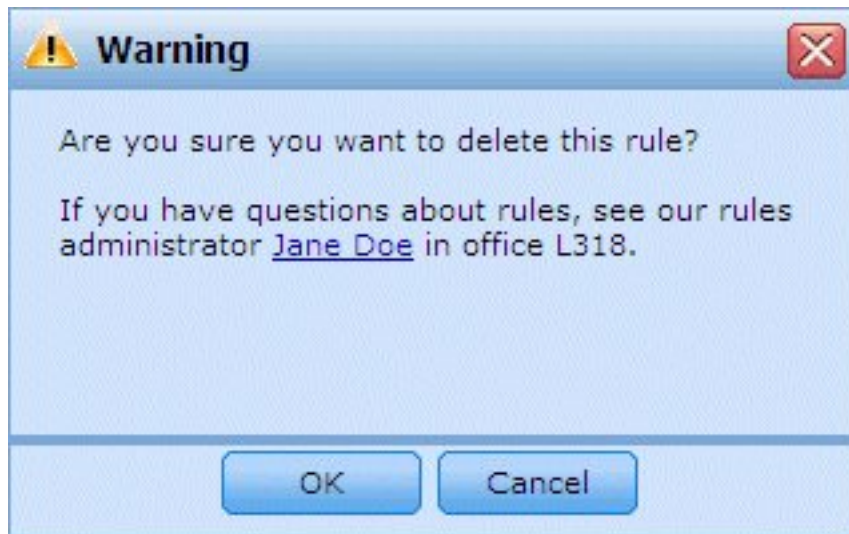 Warning
Are you sure you want to delete this rule?
If you have questions about rules, see our rules
administrator Jane Doe in office L318.
OK
Cancel